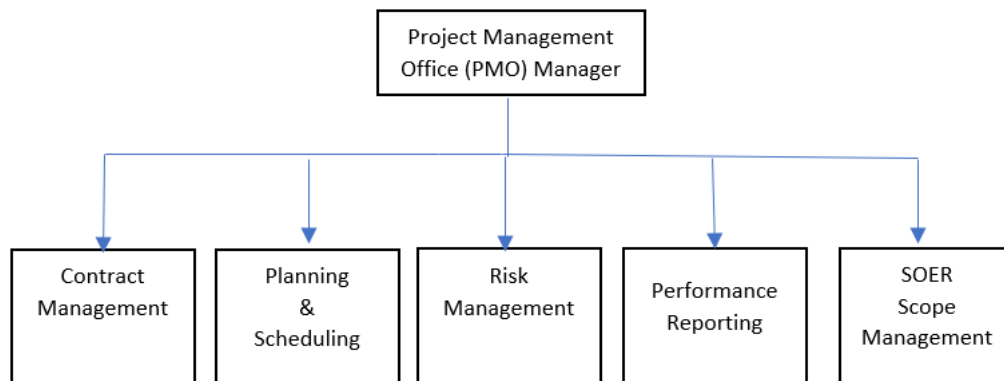 Project Management
Office (PMO) Manager
Contract
Management
Planning
&
Scheduling
Risk
Management
Performance
Reporting
SOER
Scope
Management